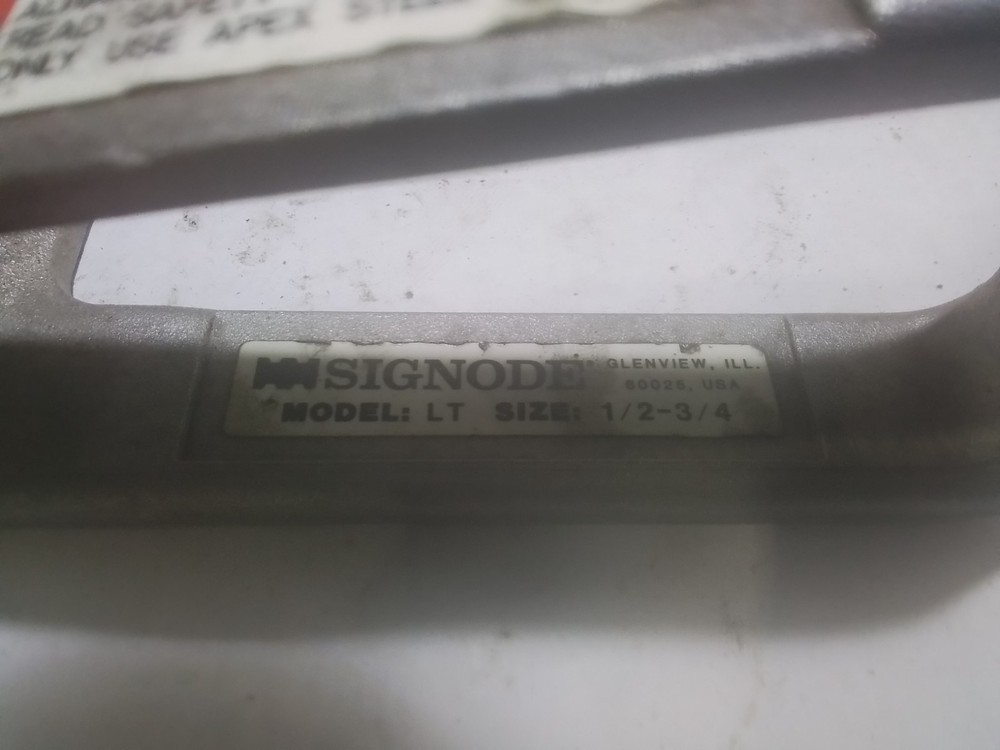 READ SAFETY
ONLY USE APEX STEEL
SIGNODE® GLENVIEW, ILL.
60025, USA
MODEL: LT SIZE: 1/2-3/4